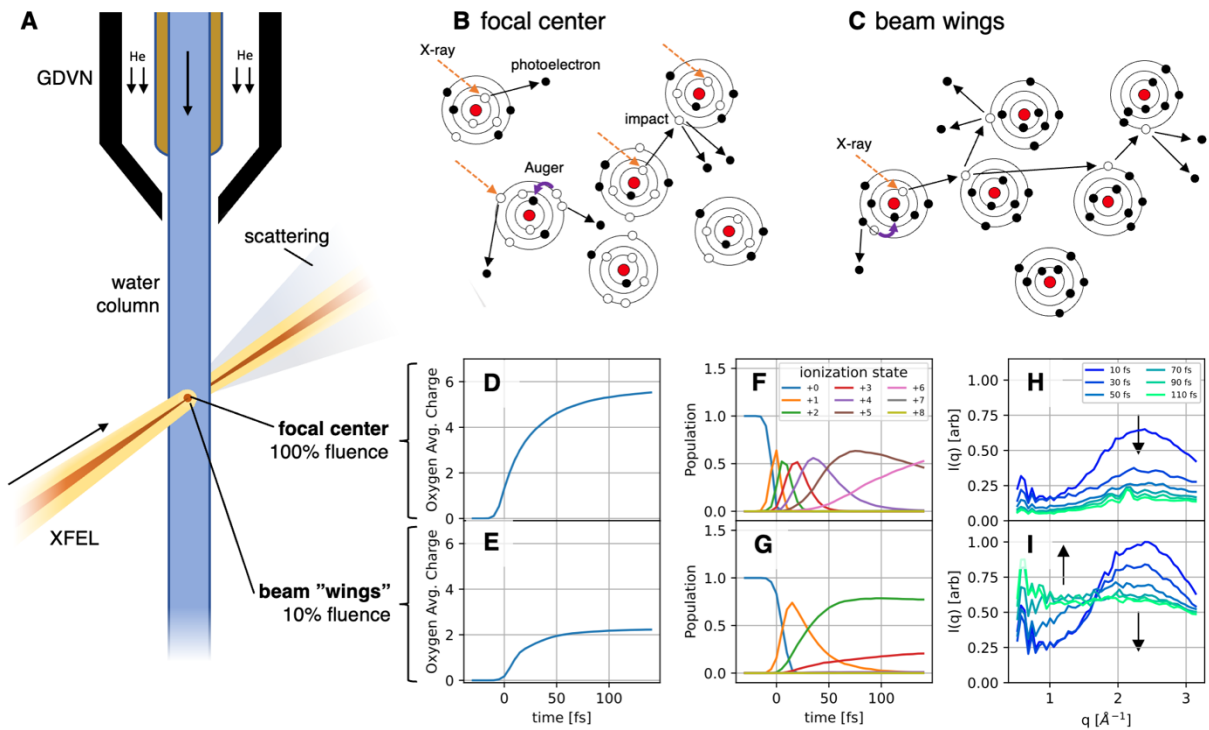 A
GDVN
He
He
scattering
water
column
XFEL
focal center
100% fluence
beam "wings"
10% fluence
B focal center
X-ray
photoelectron
impact
Auger
C beam wings
X-ray
D
Oxygen Avg. Charge
0
2
4
6
E
Oxygen Avg. Charge
0
2
4
6
0
50
100
time [fs]
F
ionization state
+0
+1
+2
+3
+4
+5
+6
+7
+8
Population
0.0
0.5
1.0
1.5
G
Population
0.0
0.5
1.0
1.5
0
50
100
time [fs]
H
10 fs
30 fs
50 fs
70 fs
90 fs
110 fs
I(q) [arb]
0.00
0.25
0.50
0.75
1.00
I
I(q) [arb]
0.00
0.25
0.50
0.75
1.00
1
2
3
q [Å⁻¹]